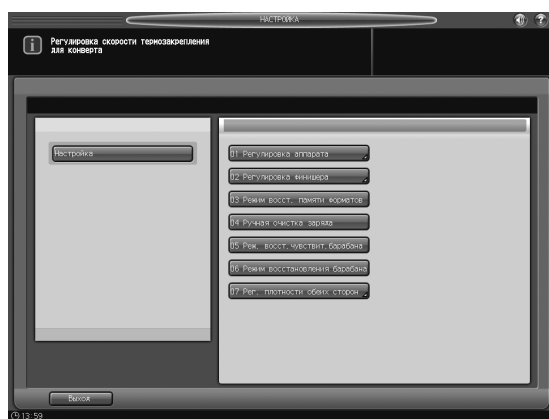 НАСТРОЙКА
Регулировка скорости термозакрепления
для конверта
Настройка
01 Регулировка аппарата
02 Регулировка финишера
03 Режим восст. памяти форматов
04 Ручная очистка заряда
05 Реж. восст.чувствит.барабана
06 Режим восстановления барабана
07 Рег. плотности обеих сторон
Выход
13:59